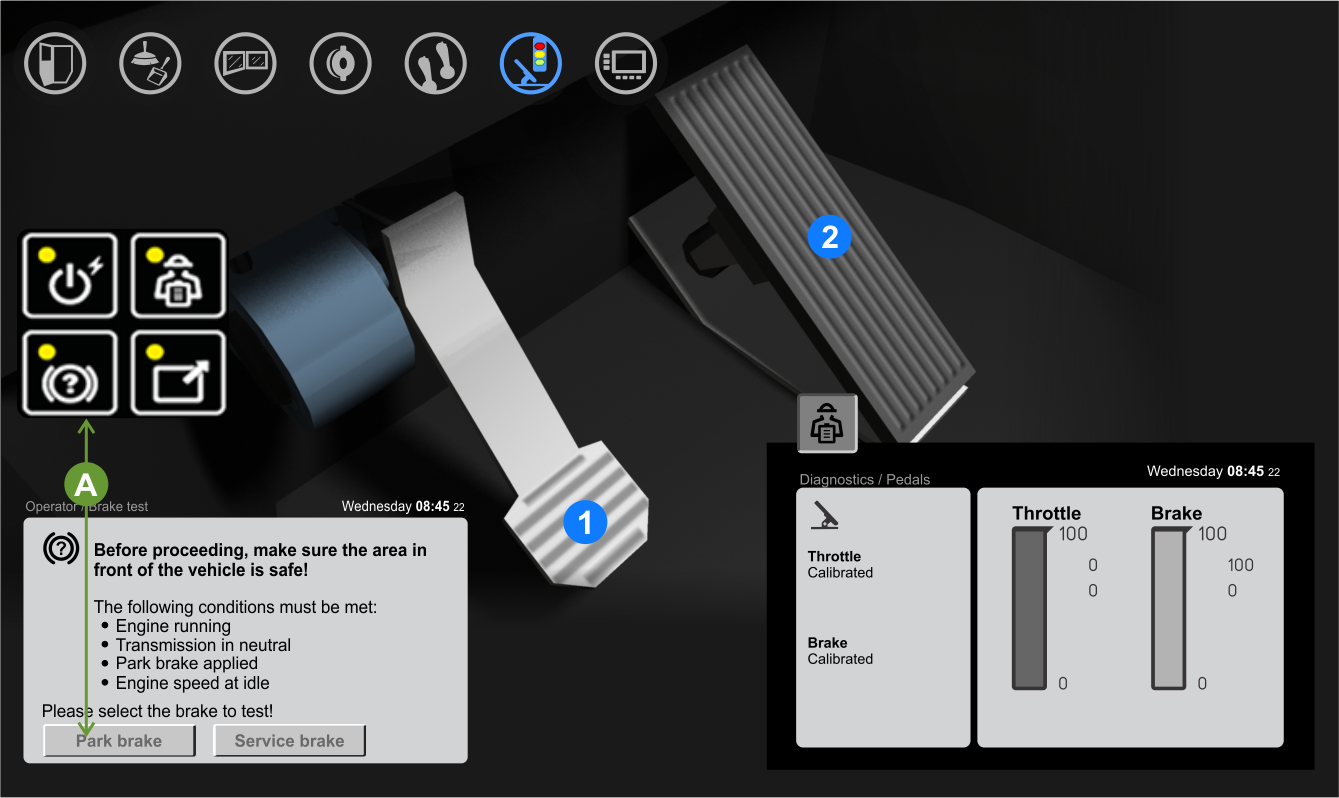 2
?
A
Operator / Brake test
Wednesday 08:45 22
?
Before proceeding, make sure the area in
front of the vehicle is safe!
The following conditions must be met:
• Engine running
• Transmission in neutral
• Park brake applied
• Engine speed at idle
Please select the brake to test!
Park brake
Service brake
1
Wednesday 08:45 22
Diagnostics / Pedals
Throttle
Calibrated
Brake
Calibrated
Throttle
100
0
0
0
Brake
100
100
0
0